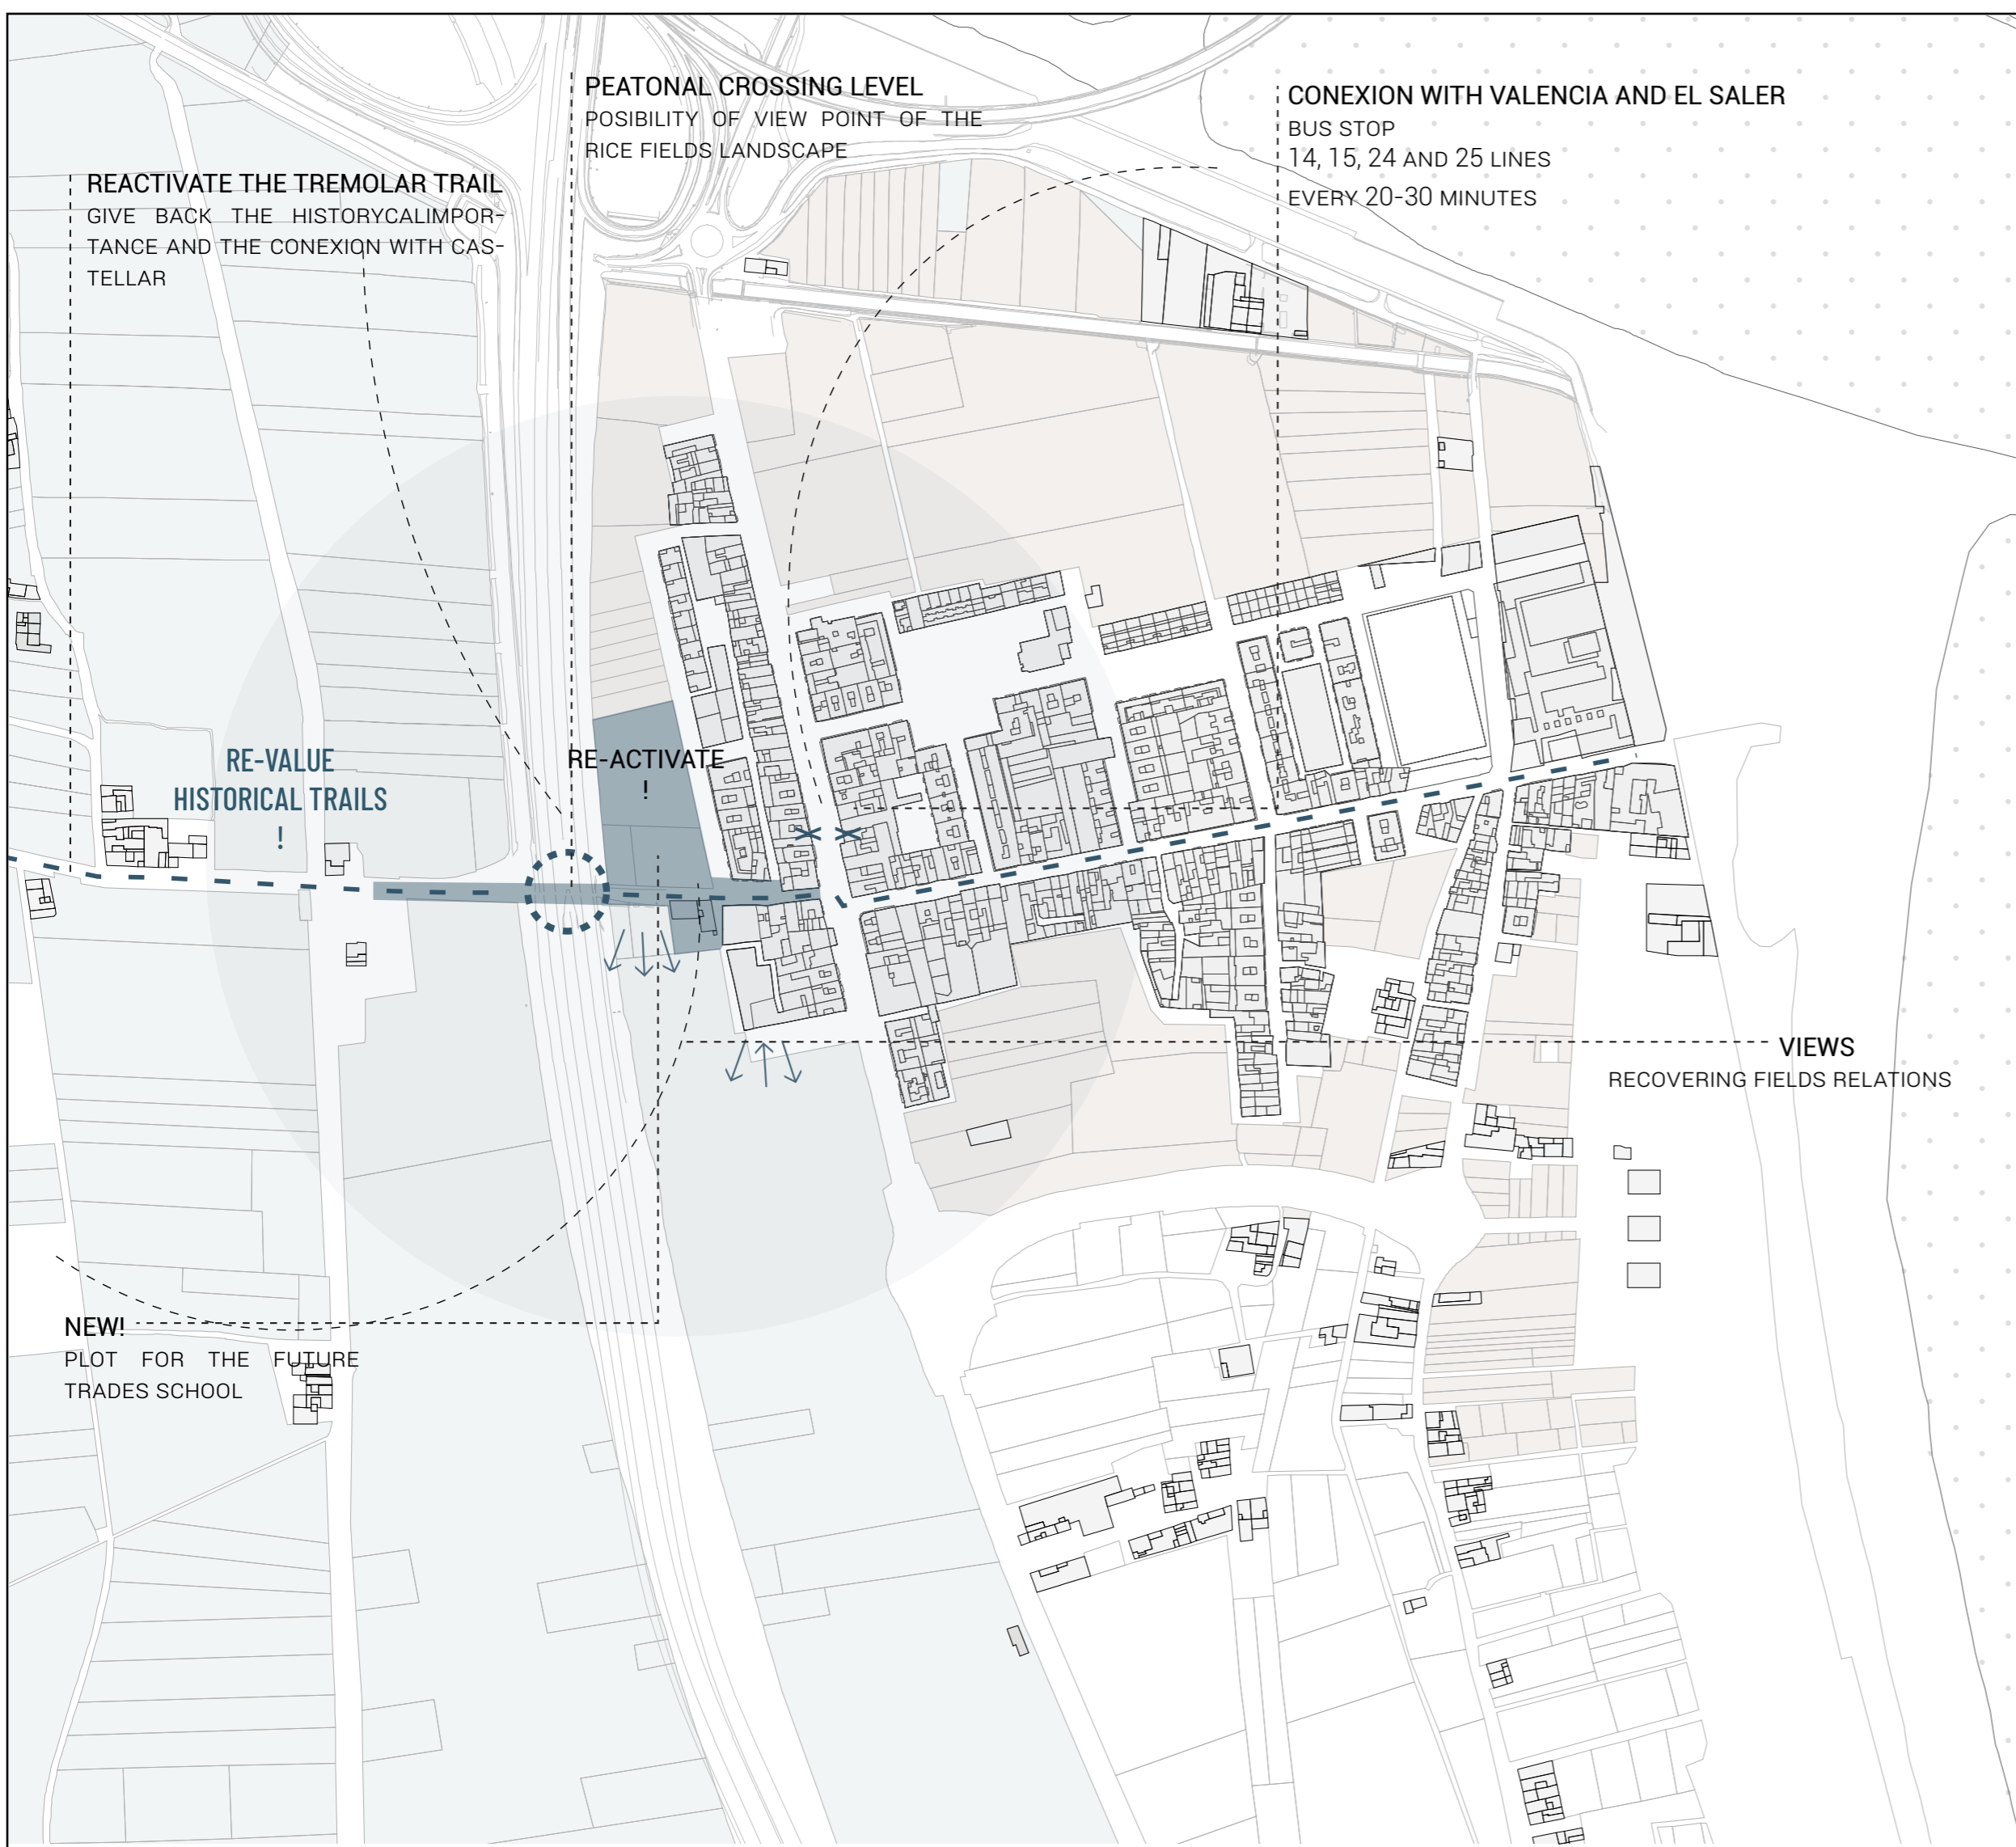 PEATONAL CROSSING LEVEL
POSIBILITY OF VIEW POINT OF THE
RICE FIELDS LANDSCAPE
CONEXION WITH VALENCIA AND EL SALER
BUS STOP
14, 15, 24 AND 25 LINES
EVERY 20-30 MINUTES
REACTIVATE THE TREMOLAR TRAIL
GIVE BACK THE HISTORYCALIMPOR-
TANCE AND THE CONEXION WITH CAS-
TELLAR
RE-VALUE
HISTORICAL TRAILS
!
RE-ACTIVATE
!
VIEWS
RECOVERING FIELDS RELATIONS
NEW!
PLOT FOR THE FUTURE
TRADES SCHOOL